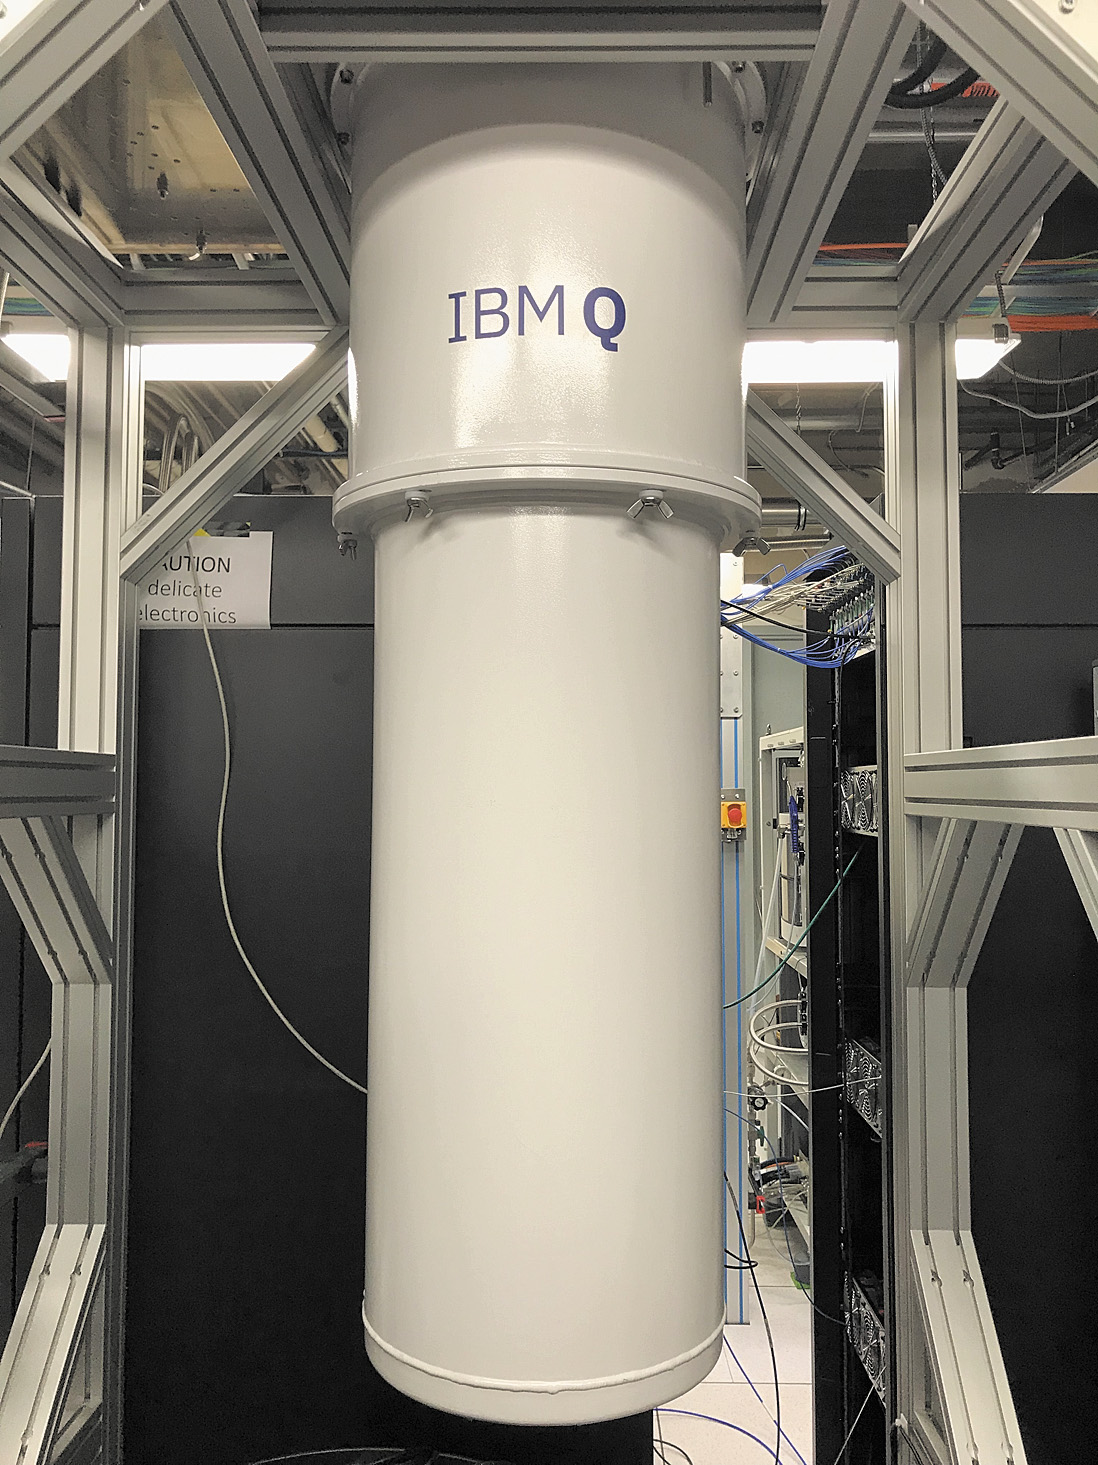 IBM Q
AUTION
delicate
electronics